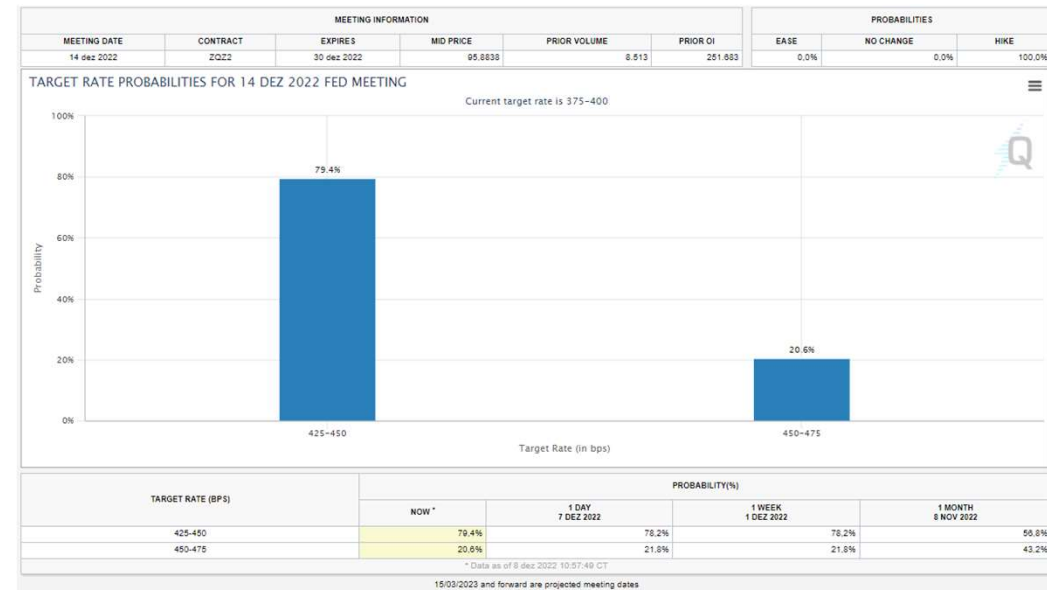 MEETING INFORMATION
PROBABILITIES
MEETING DATE CONTRACT EXPIRES MID PRICE PRIOR VOLUME PRIOR OI EASE NO CHANGE HIKE
14 dez 2022 ZQZ2 30 dez 2022 95,8838 8.513 251.683 0,0% 0,0% 100,0%
TARGET RATE PROBABILITIES FOR 14 DEZ 2022 FED MEETING
Current target rate is 375-400
100%
80%
60%
40%
20%
0%
Probability
79.4%
20.6%
425-450
450-475
Target Rate (in bps)
Q
TARGET RATE (BPS)
PROBABILITY(%)
NOW * 1 DAY 1 WEEK 1 MONTH
7 DEZ 2022 1 DEZ 2022 8 NOV 2022
425-450 79,4% 78,2% 78,2% 56,8%
450-475 20,6% 21,8% 21,8% 43,2%
* Data as of 8 dez 2022 10:57:49 CT
15/03/2023 and forward are projected meeting dates